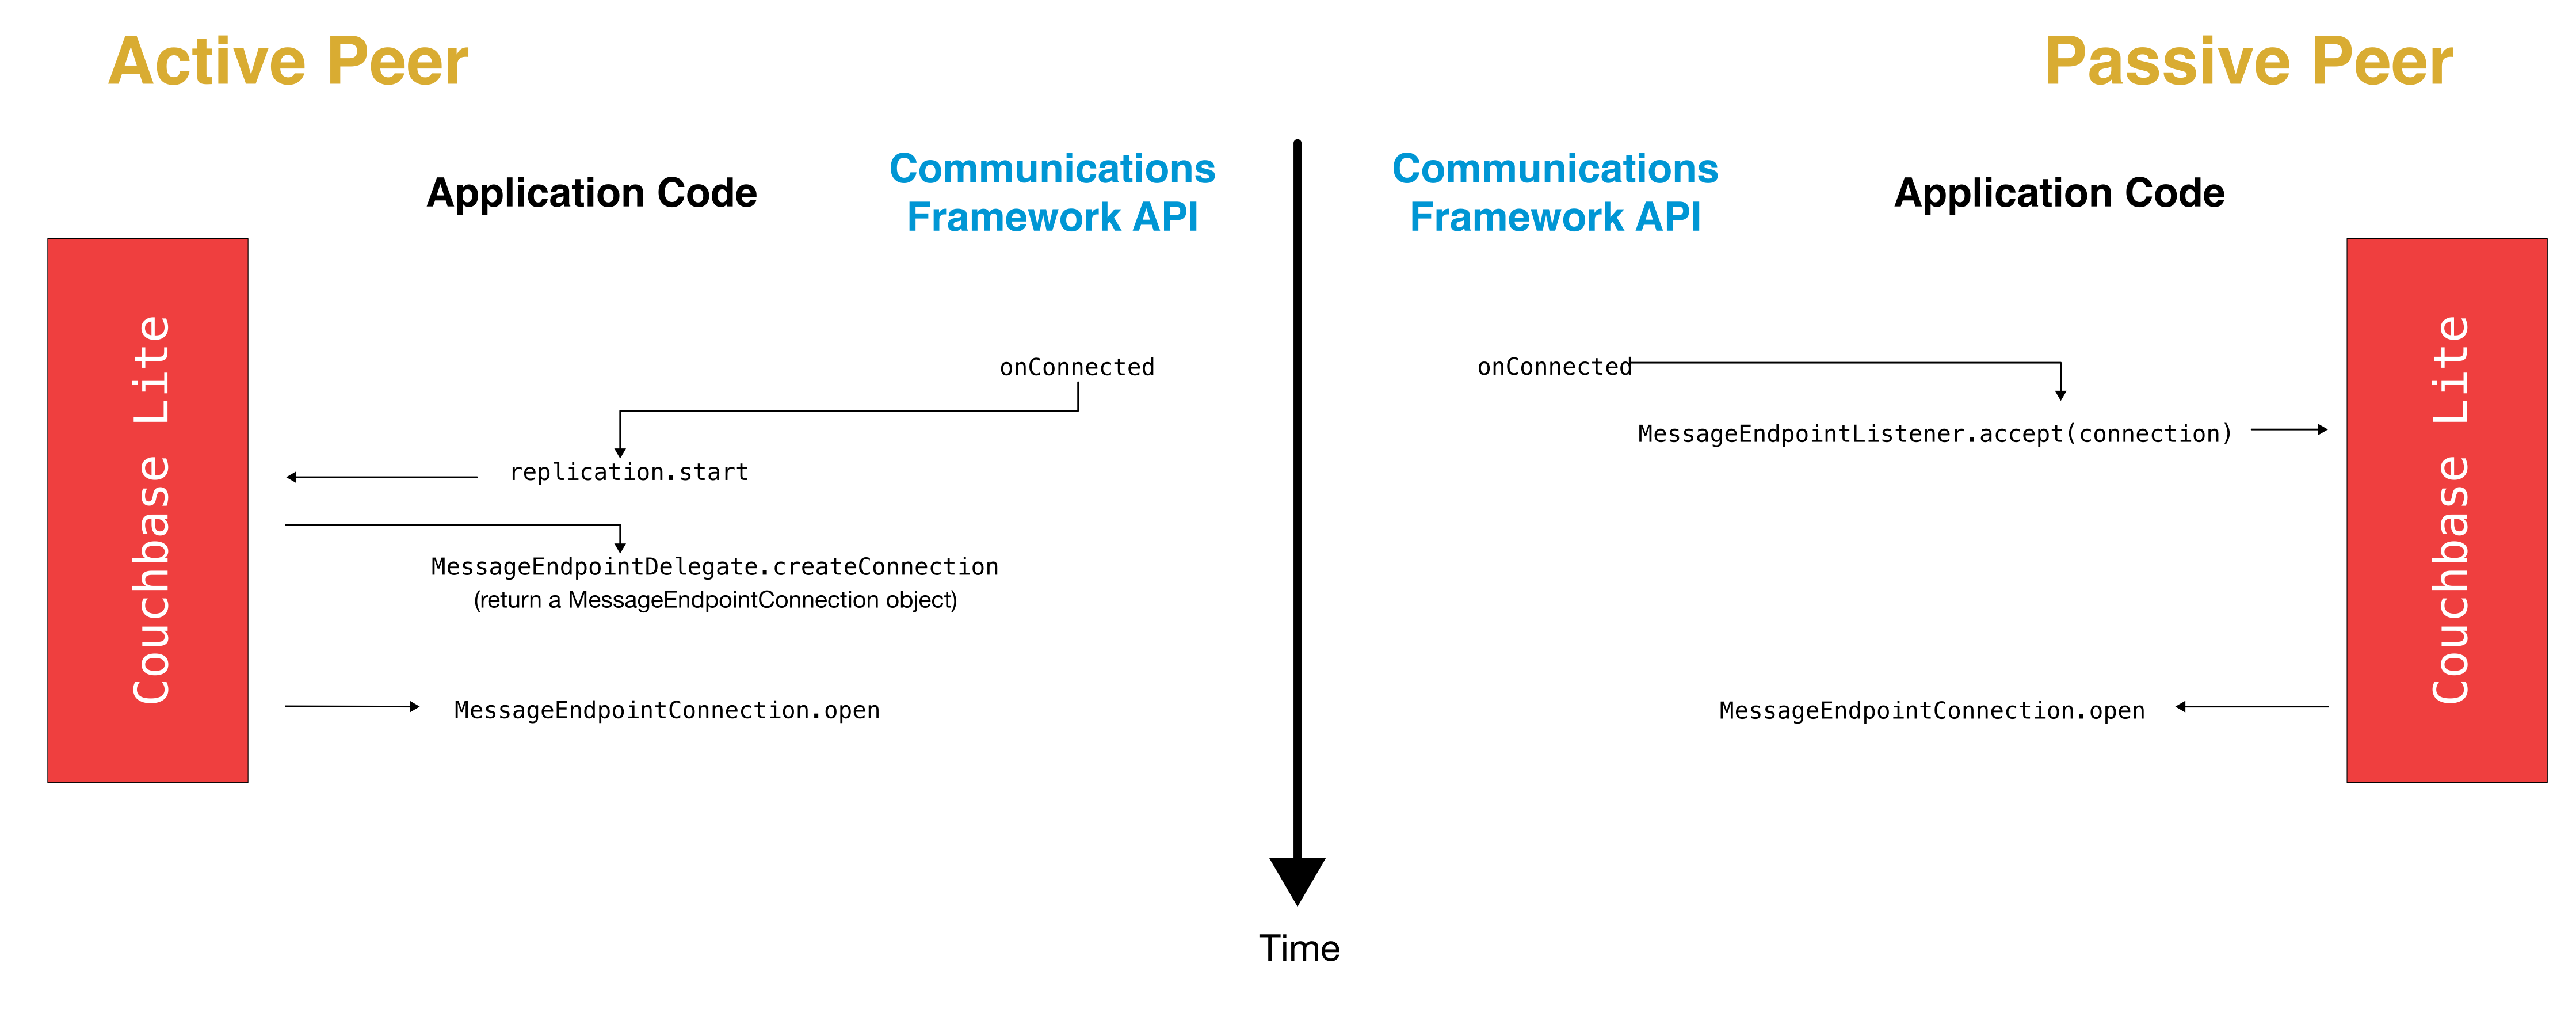 Active Peer
Passive Peer
Application Code
Communications
Framework API
Communications
Framework API
Application Code
Couchbase Lite
onConnected
replication.start
MessageEndpointDelegate.createConnection
(return a MessageEndpointConnection object)
MessageEndpointConnection.open
onConnected
MessageEndpointListener.accept(connection)
MessageEndpointConnection.open
Couchbase Lite
Time